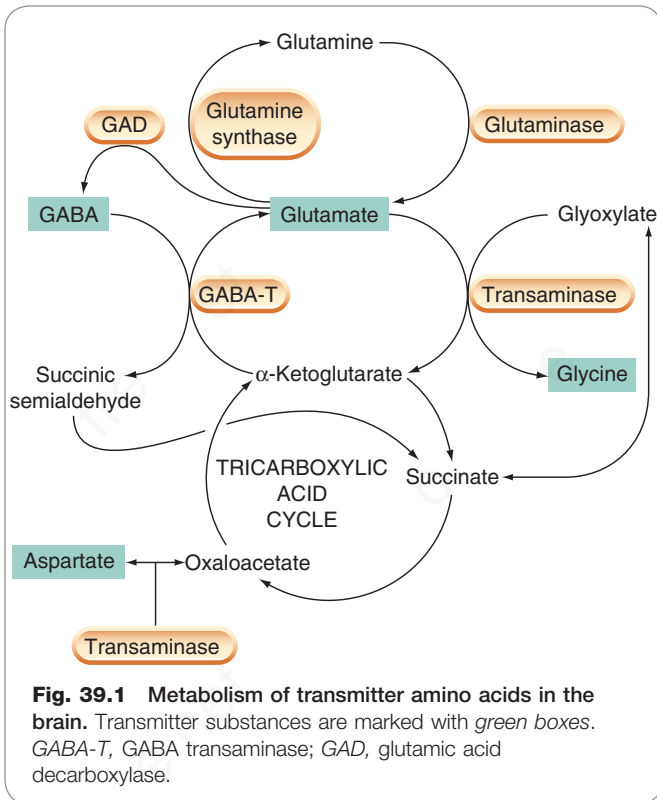 Glutamine
GAD
Glutamine
synthase
Glutaminase
GABA
Glutamate
Glyoxylate
GABA-T
Transaminase
Succinic
semialdehyde
α-Ketoglutarate
Glycine
TRICARBOXYLIC
ACID
CYCLE
Succinate
Aspartate
Oxaloacetate
Transaminase
Fig. 39.1 Metabolism of transmitter amino acids in the
brain. Transmitter substances are marked with green boxes.
GABA-T, GABA transaminase; GAD, glutamic acid
decarboxylase.